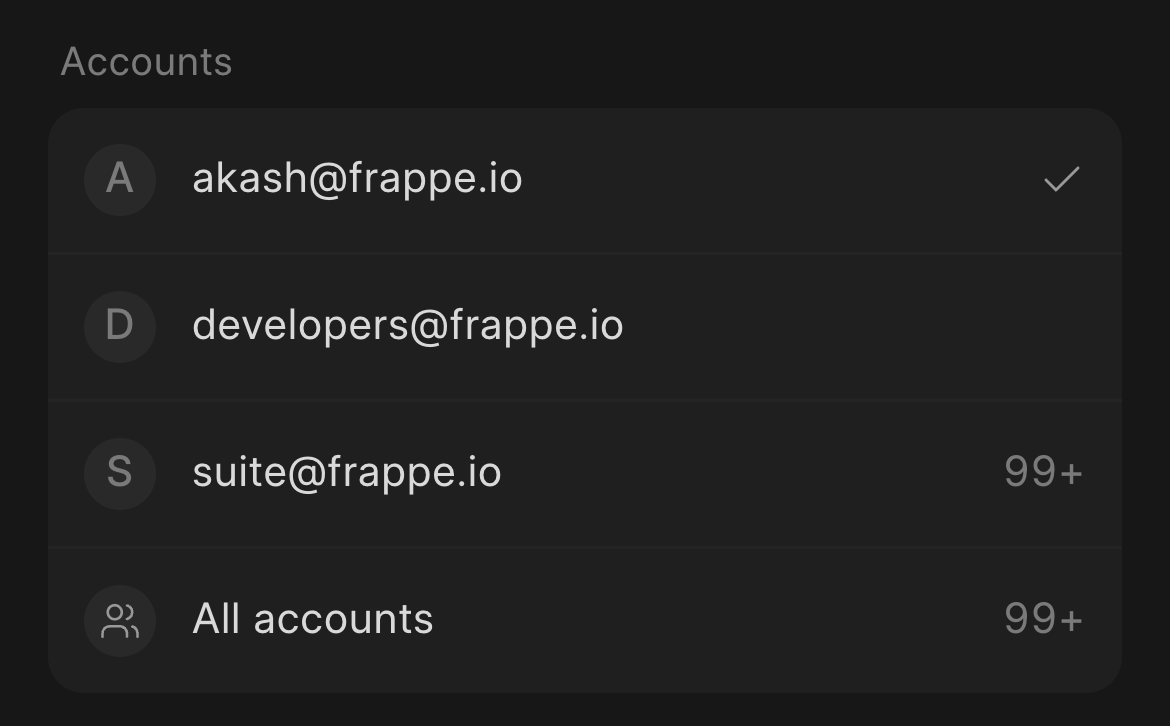 Accounts
A akash@frappe.io
D developers@frappe.io
S suite@frappe.io 99+
All accounts 99+